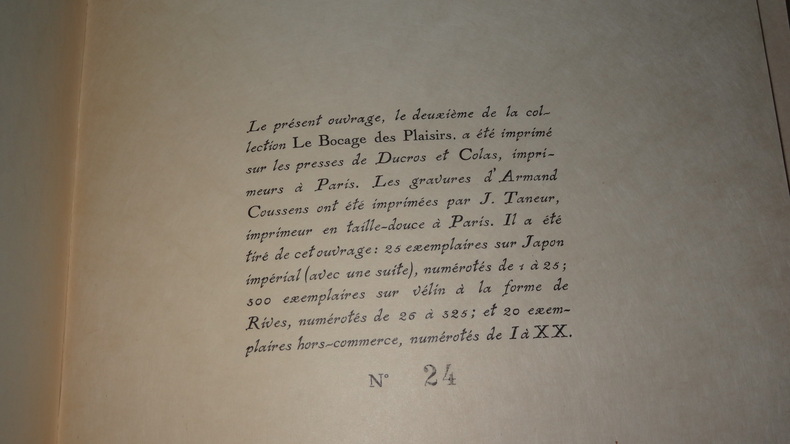 Le présent ouvrage, le deuxième de la col-
lection Le Bocage des Plaisirs. a été imprimé
sur les presses de Ducros et Colas, impri-
meurs à Paris. Les gravures d'Armand
Coussens ont été imprimées par J. Taneur,
imprimeur en taille-douce à Paris. Il a été
tiré de cet ouvrage: 25 exemplaires sur Japon
impérial (avec une suite), numérotés de 1 à 25;
300 exemplaires sur vélin à la forme de
Rives, numérotés de 26 à 325; et 20 exem-
plaires hors-commerce, numérotés de I à XX.
N° 24